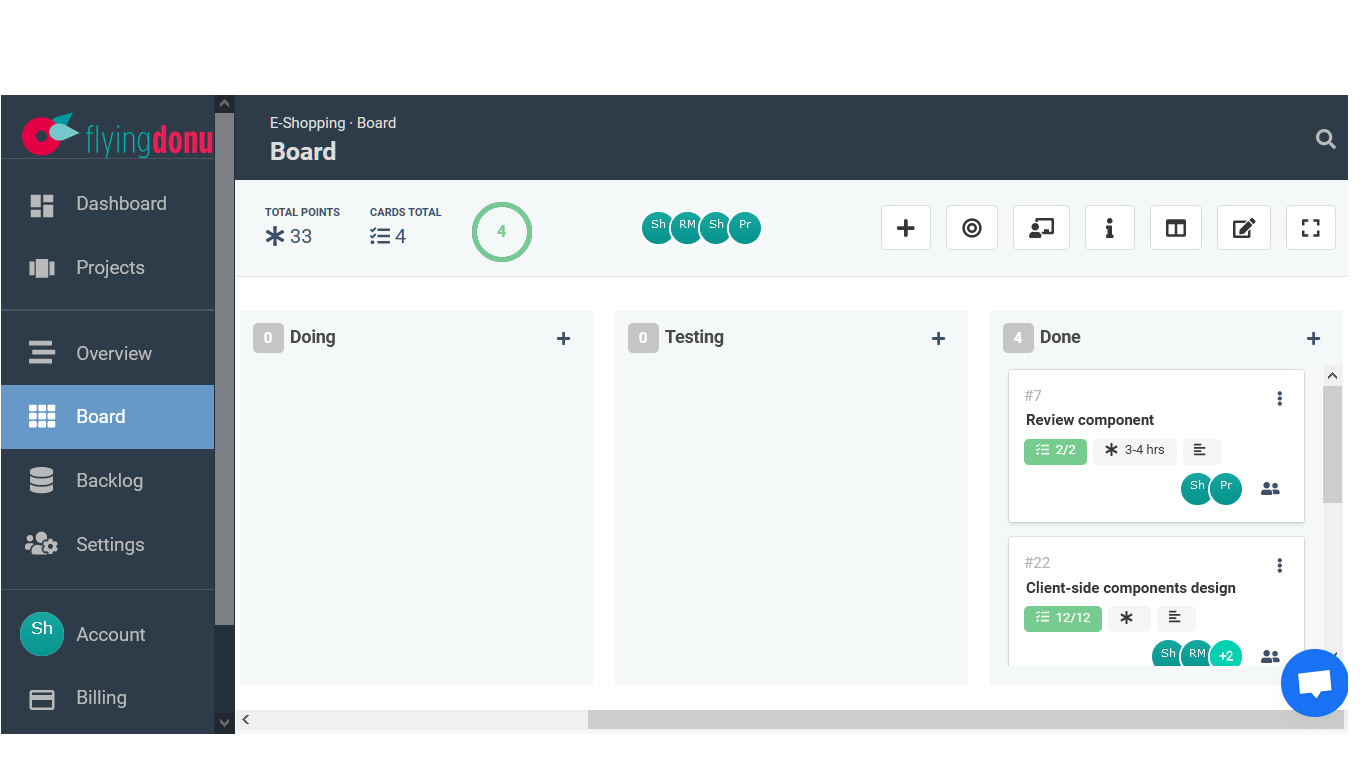 flyingdonu
Dashboard
Projects
Overview
Board
Backlog
Settings
Sh
Account
Billing
E-Shopping · Board
Board
TOTAL POINTS
33
CARDS TOTAL
4
4
Sh RM Sh Pr
0 Doing
0 Testing
4 Done
#7
Review component
2/2 3-4 hrs
Sh Pr
#22
Client-side components design
12/12
Sh RM +2